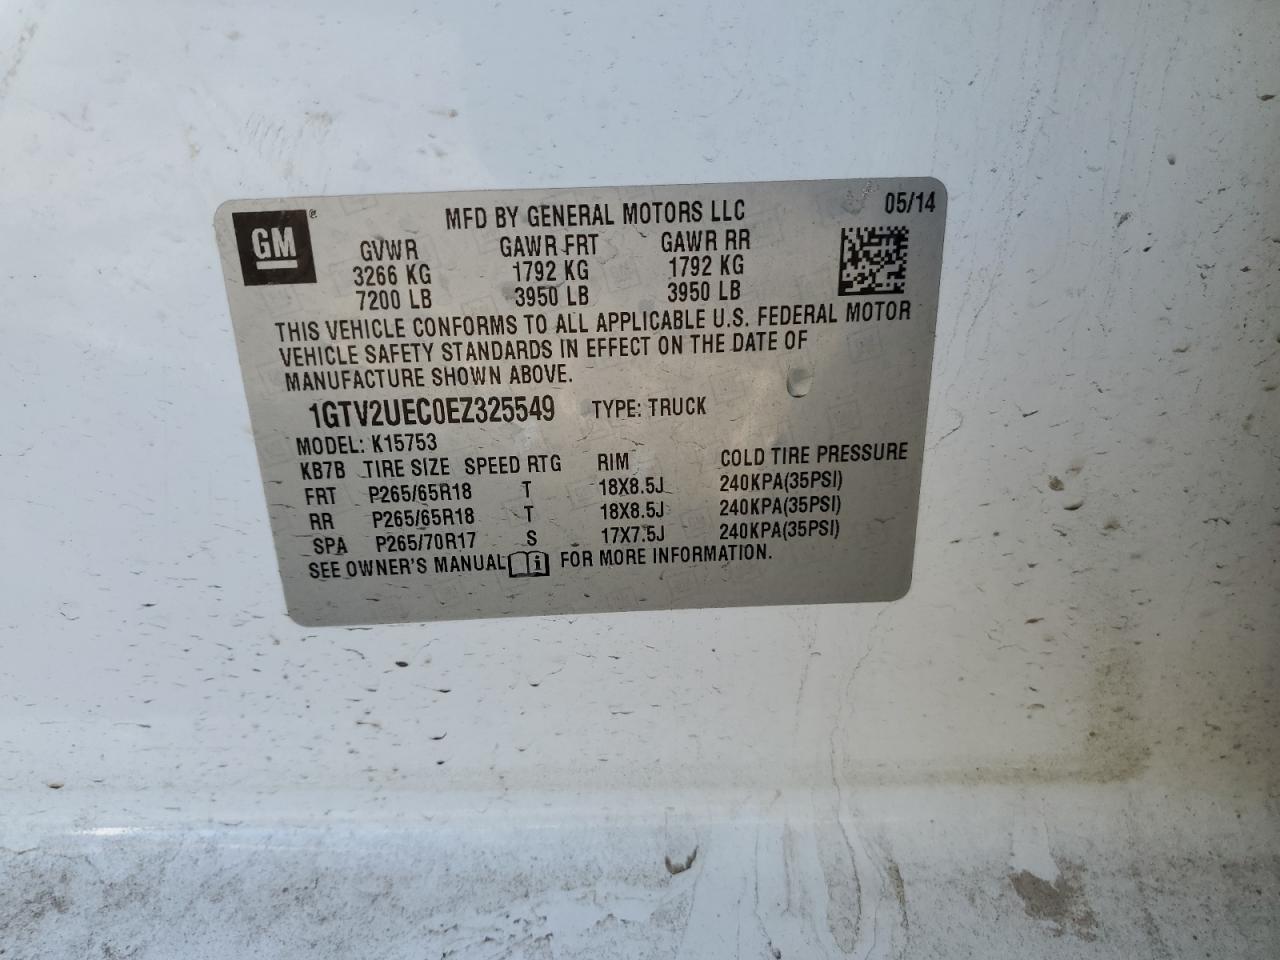 GM ®
MFD BY GENERAL MOTORS LLC 05/14
GVWR GAWR FRT GAWR RR
3266 KG 1792 KG 1792 KG
7200 LB 3950 LB 3950 LB
THIS VEHICLE CONFORMS TO ALL APPLICABLE U.S. FEDERAL MOTOR
VEHICLE SAFETY STANDARDS IN EFFECT ON THE DATE OF
MANUFACTURE SHOWN ABOVE.
1GTV2UEC0EZ325549 TYPE: TRUCK
MODEL: K15753
KB7B TIRE SIZE SPEED RTG RIM COLD TIRE PRESSURE
FRT P265/65R18 T 18X8.5J 240KPA(35PSI)
RR P265/65R18 T 18X8.5J 240KPA(35PSI)
SPA P265/70R17 S 17X7.5J 240KPA(35PSI)
SEE OWNER'S MANUAL i FOR MORE INFORMATION.